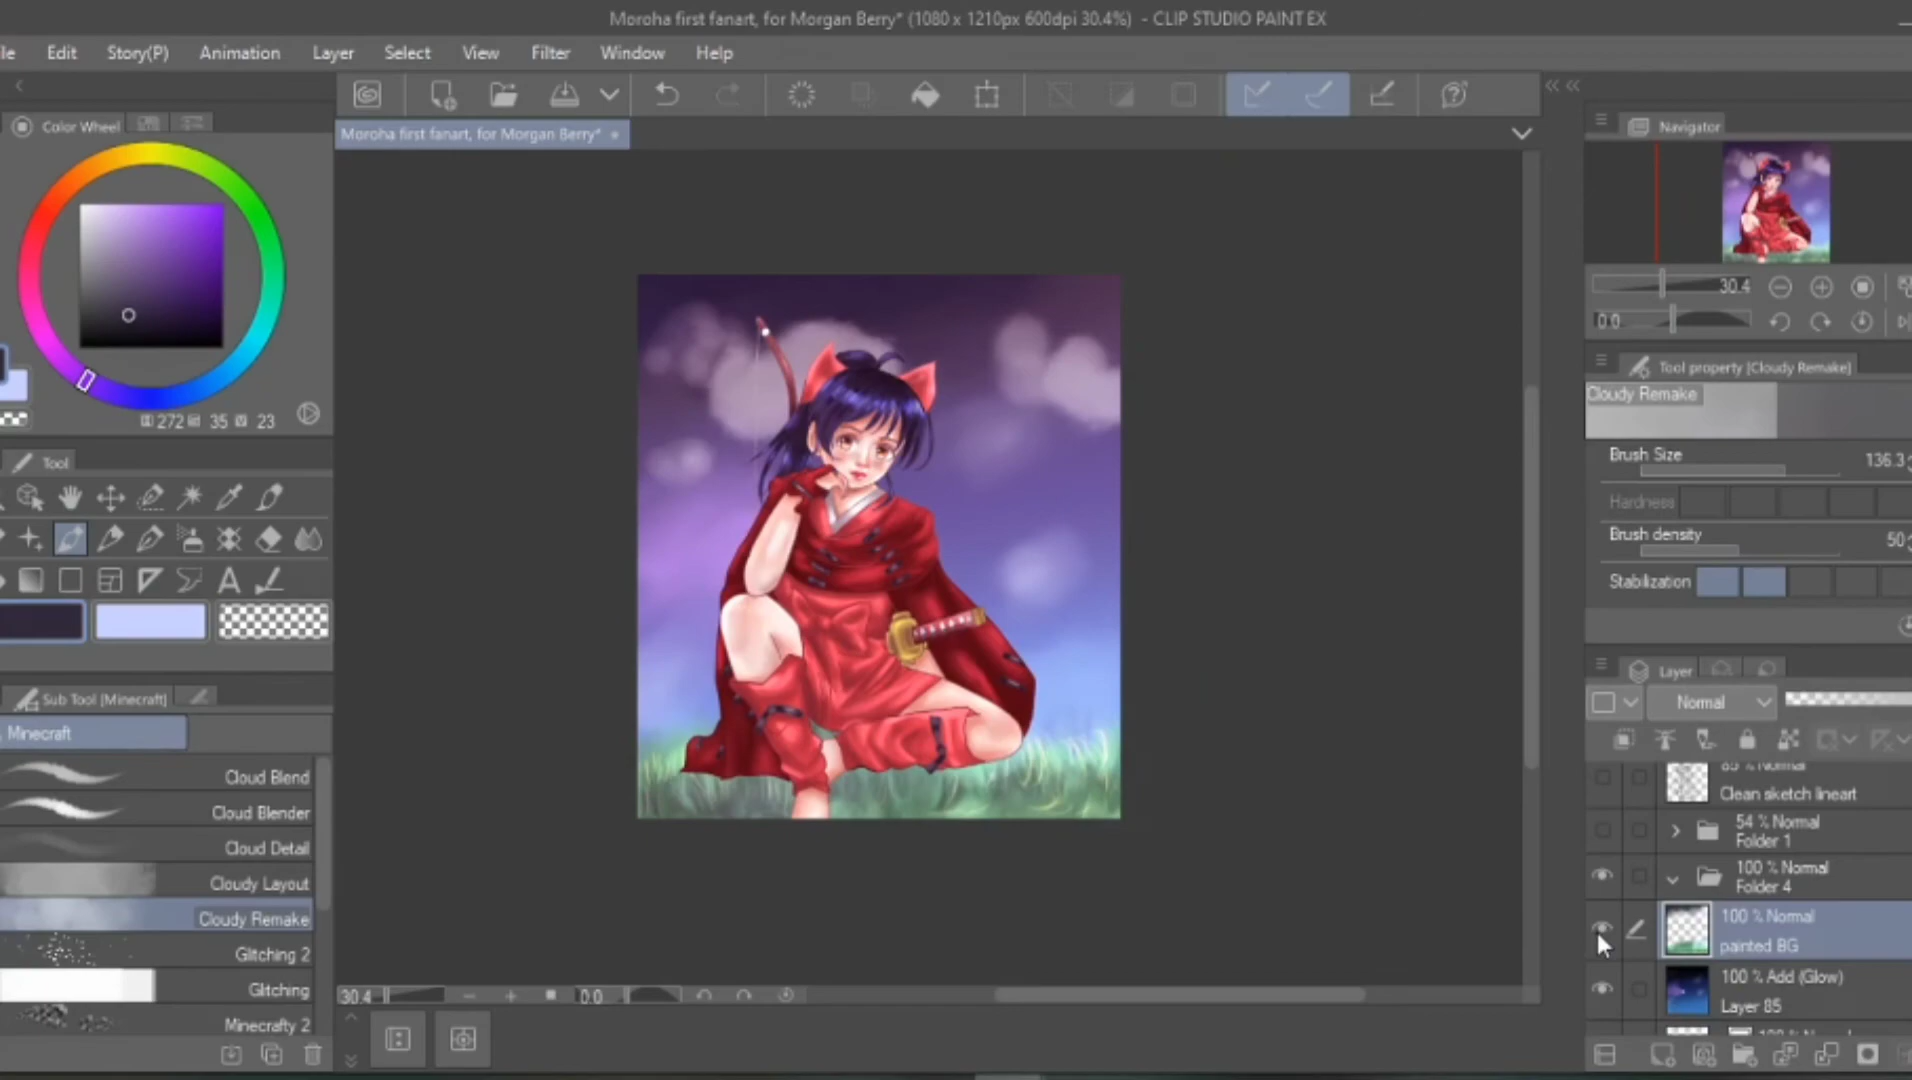 Moroha first fanart, for Morgan Berry* (1080 x 1210px 600dpi 30.4%) - CLIP STUDIO PAINT EX
le Edit Story(P) Animation Layer Select View Filter Window Help
Color Wheel
Moroha first fanart, for Morgan Berry*
Navigator
30.4
0.0
Tool property [Cloudy Remake]
Cloudy Remake
272 35 23
Brush Size 136.3
Tool
Hardness
Brush density 50
Stabilization
Sub Tool [Minecraft]
Layer
Minecraft
Normal
Cloud Blend
Cloud Blender
Cloud Detail
Cloudy Layout
Cloudy Remake
Glitching 2
Glitching
Minecrafty 2
Clean sketch lineart
54 % Normal
Folder 1
100 % Normal
Folder 4
100 % Normal
painted BG
100 % Add (Glow)
Layer 85
30.4 0.0